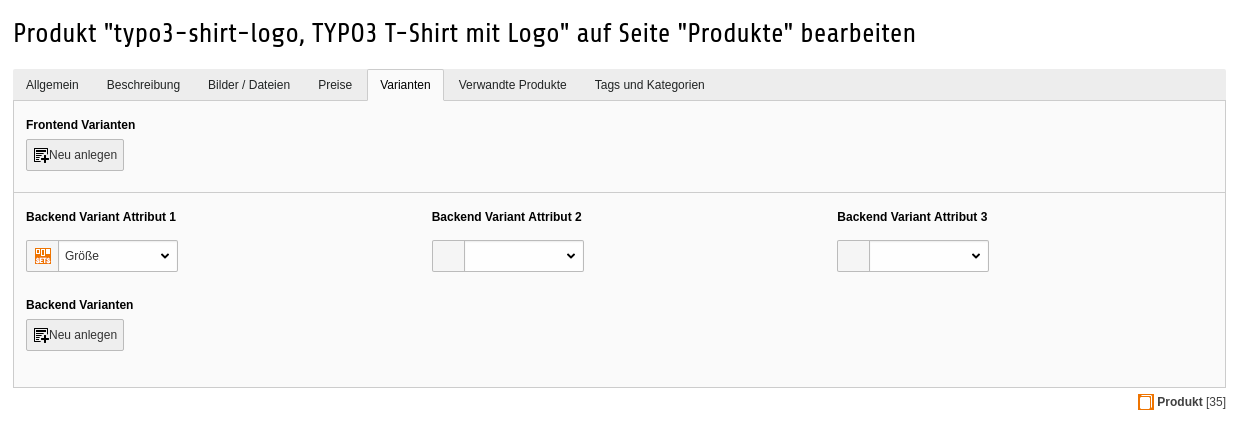 Produkt "typo3-shirt-logo, TYPO3 T-Shirt mit Logo" auf Seite "Produkte" bearbeiten
Allgemein Beschreibung Bilder / Dateien Preise Varianten Verwandte Produkte Tags und Kategorien
Frontend Varianten
Neu anlegen
Backend Variant Attribut 1 Backend Variant Attribut 2 Backend Variant Attribut 3
SETS Größe
Backend Varianten
Neu anlegen
Produkt [35]